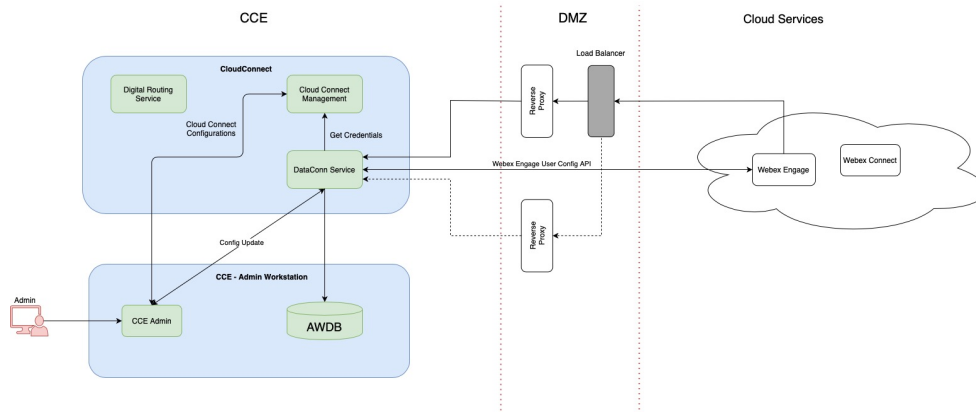 CCE
DMZ
Cloud Services
CloudConnect
Load Balancer
Digital Routing
Service
Cloud Connect
Management
Reverse
Proxy
Cloud Connect
Configurations
Get Credentials
DataConn Service
Webex Engage User Config API
Webex Engage
Webex Connect
Reverse
Proxy
Config Update
CCE - Admin Workstation
Admin
CCE Admin
AWDB